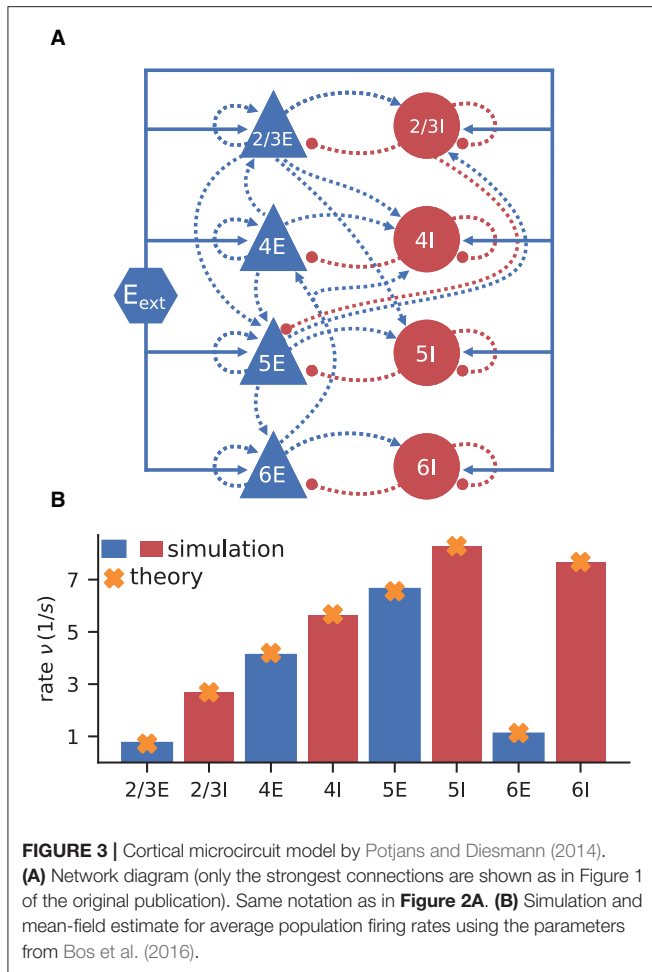 A
2/3E
2/3I
4E
4I
E_ext
5E
5I
6E
6I
B
simulation
theory
rate ν (1/s)
7
5
3
1
2/3E 2/3I 4E 4I 5E 5I 6E 6I
FIGURE 3 | Cortical microcircuit model by Potjans and Diesmann (2014).
(A) Network diagram (only the strongest connections are shown as in Figure 1
of the original publication). Same notation as in Figure 2A. (B) Simulation and
mean-field estimate for average population firing rates using the parameters
from Bos et al. (2016).